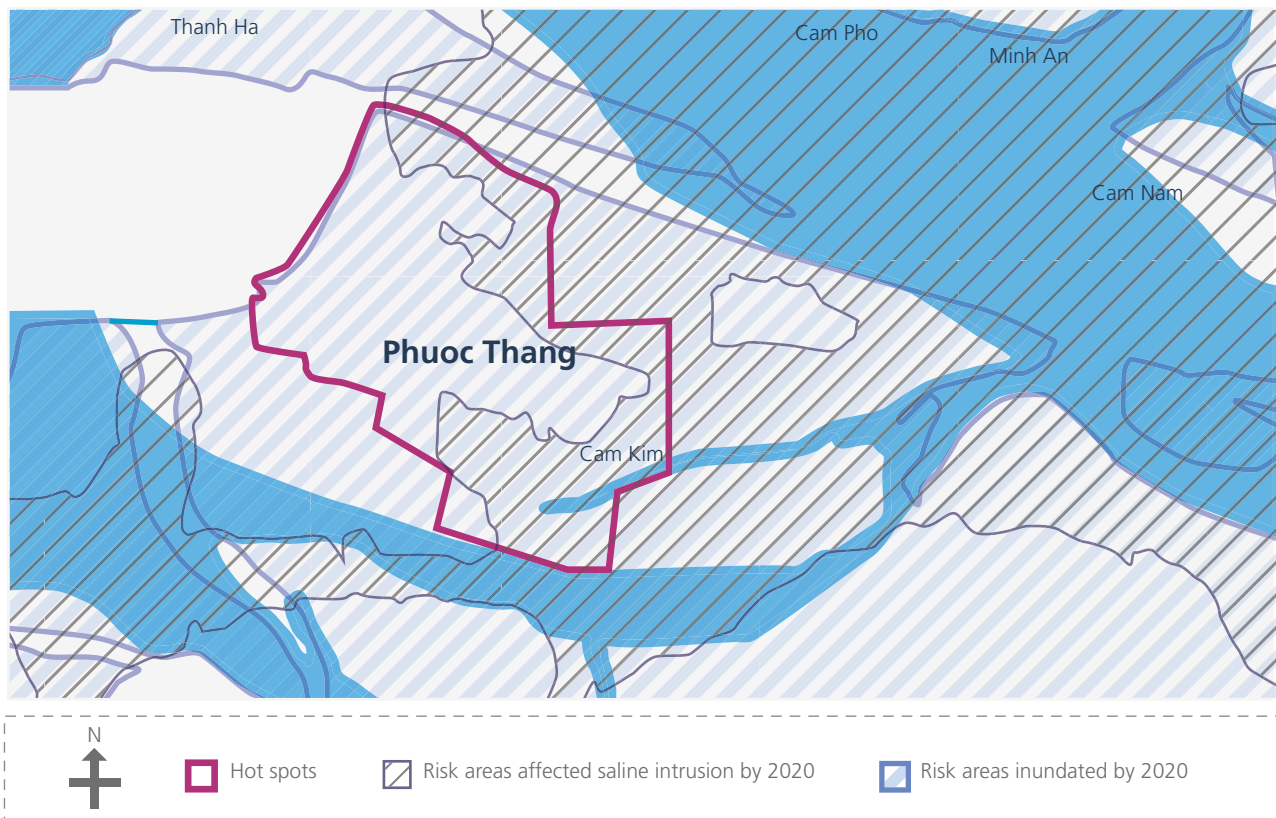 Thanh Ha
Cam Pho
Minh An
Cam Nam
Phuoc Thang
Cam Kim
N
Hot spots
Risk areas affected saline intrusion by 2020
Risk areas inundated by 2020